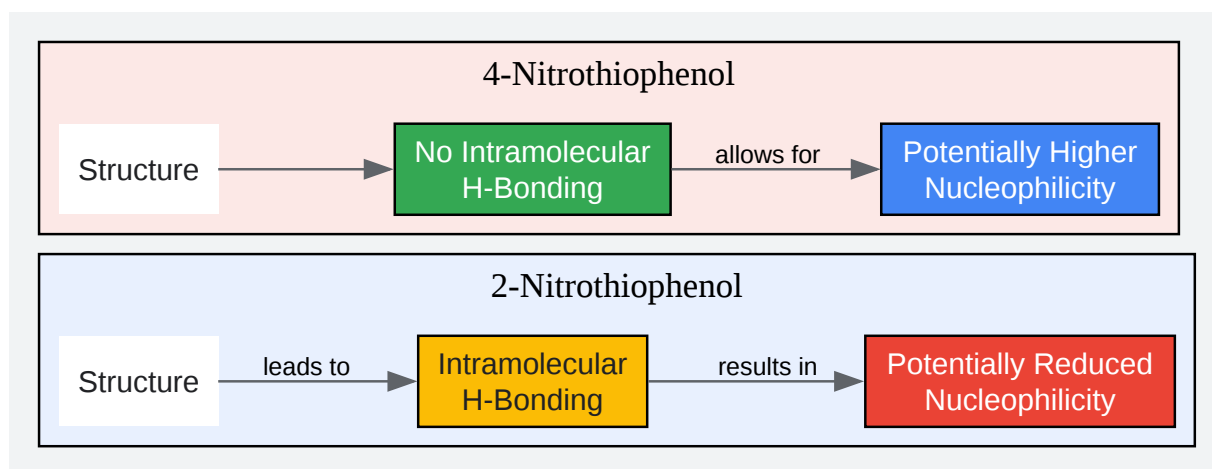 4-Nitrothiophenol
Structure
No Intramolecular
H-Bonding
allows for
Potentially Higher
Nucleophilicity
2-Nitrothiophenol
Structure
leads to
Intramolecular
H-Bonding
results in
Potentially Reduced
Nucleophilicity